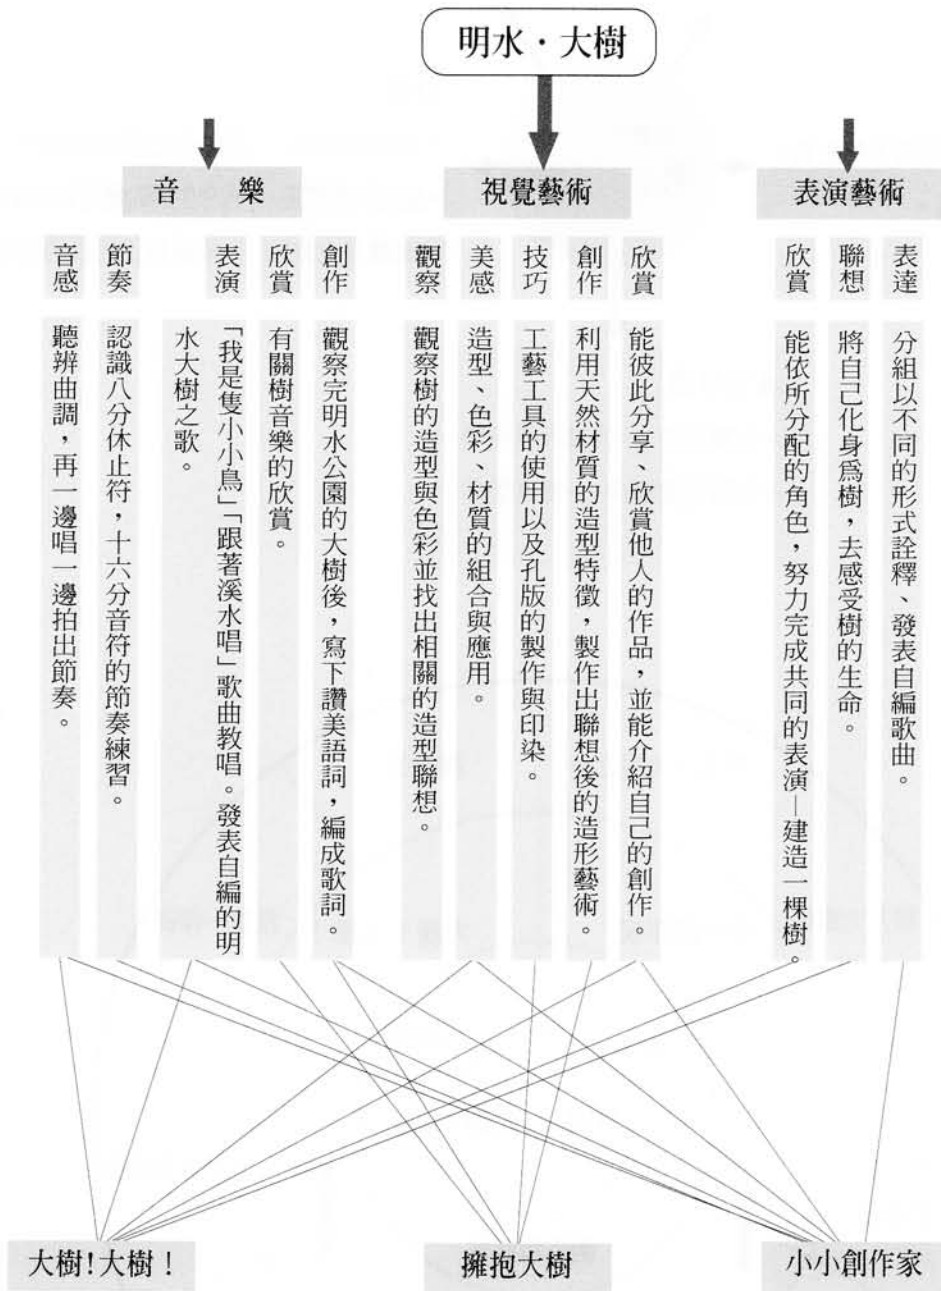 明水·大樹
表演藝術
表達
分組以不同的形式詮釋、發表自編歌曲。
聯想
將自己化身爲樹，去感受樹的生命。
欣賞
能依所分配的角色，努力完成共同的表演—建造一棵樹。
視覺藝術
欣賞
能彼此分享、欣賞他人的作品，並能介紹自己的創作。
創作
利用天然材質的造型特徵，製作出聯想後的造形藝術。
技巧
工藝工具的使用以及孔版的製作與印染。
美感
造型、色彩、材質的組合與應用。
觀察
觀察樹的造型與色彩並找出相關的造型聯想。
音樂
創作
觀察完明水公園的大樹後，寫下讚美語詞，編成歌詞。
欣賞
有關樹音樂的欣賞。
表演
「我是隻小小鳥」「跟著溪水唱」歌曲教唱。發表自編的明
水大樹之歌。
節奏
認識八分休止符，十六分音符的節奏練習。
音感
聽辨曲調，再一邊唱一邊拍出節奏。
大樹!大樹！
擁抱大樹
小小創作家